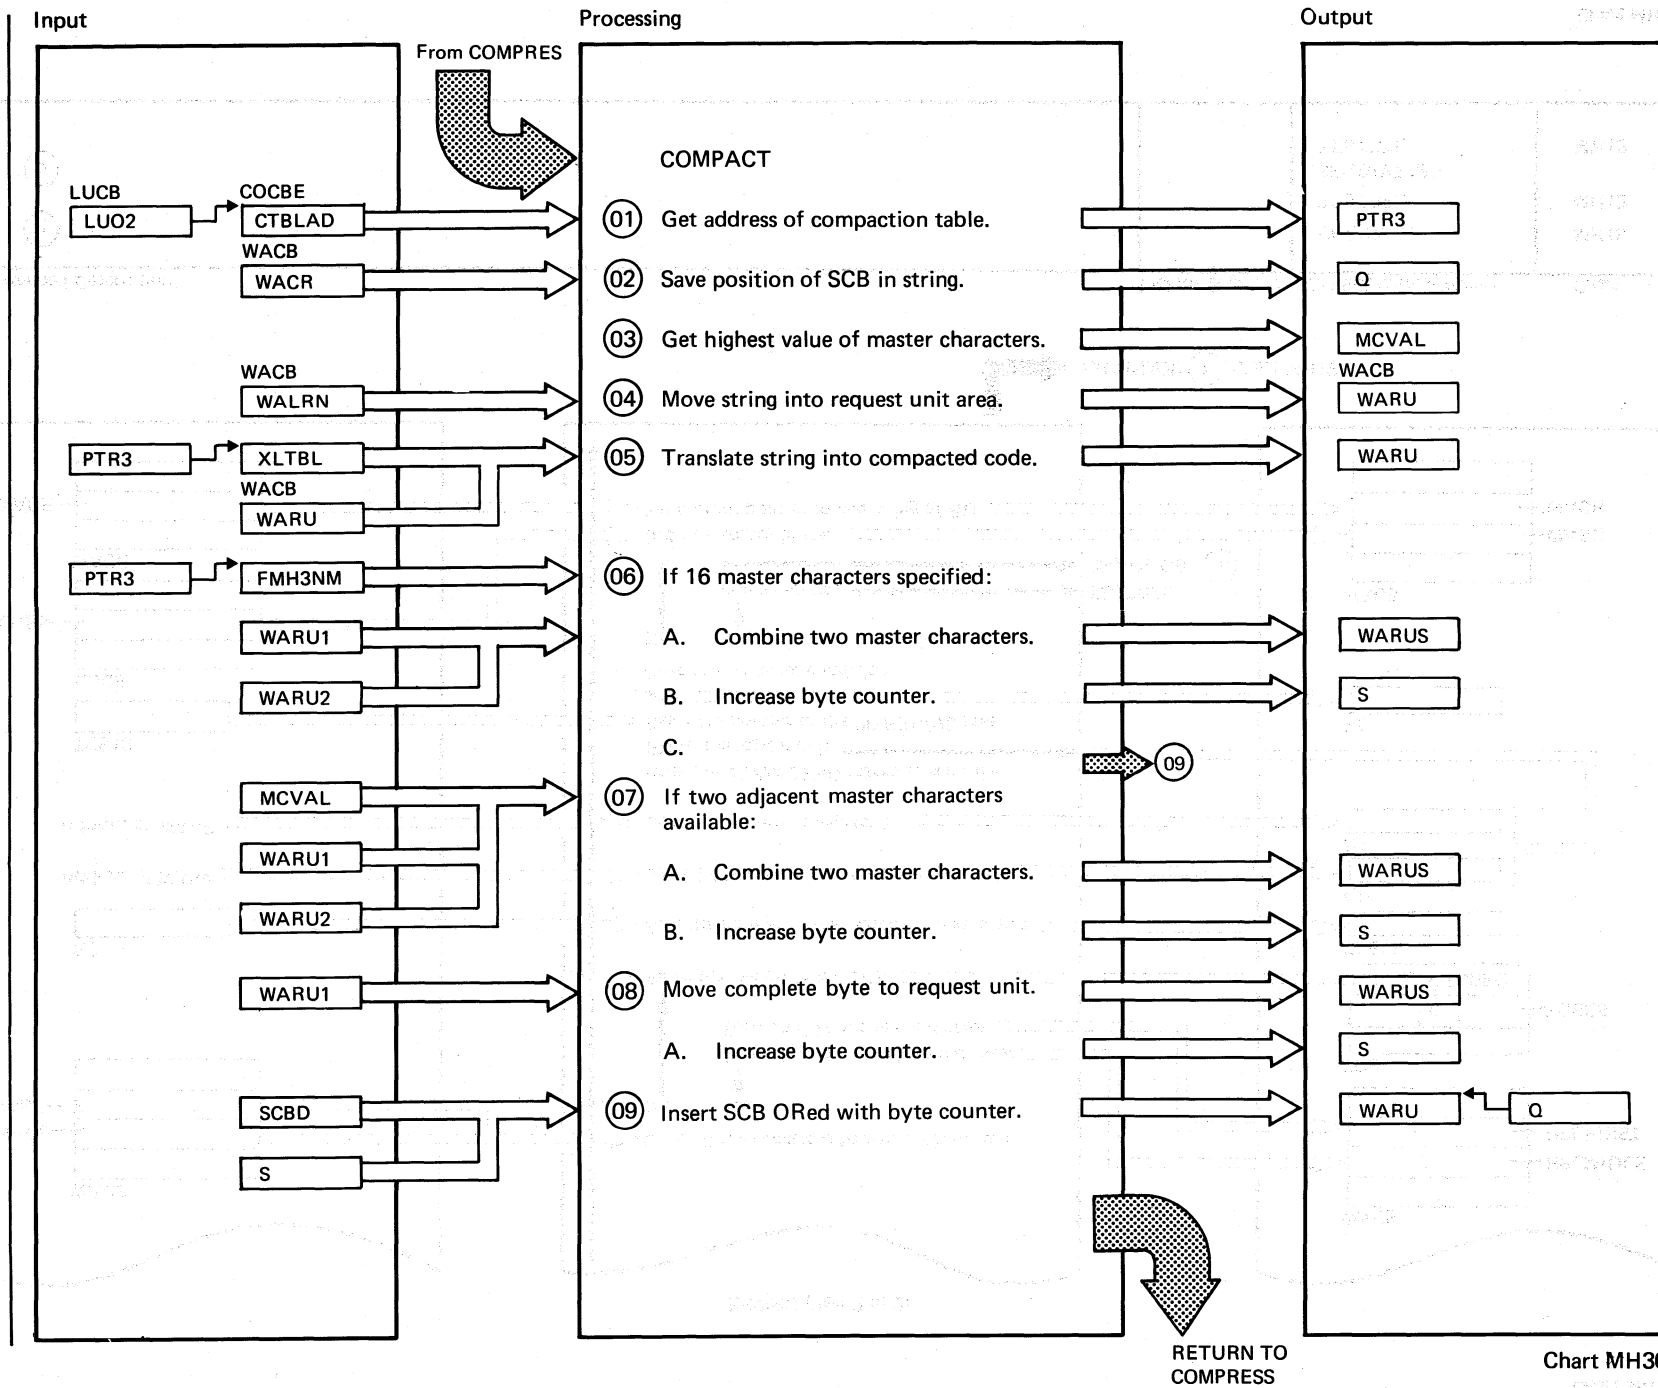 Input
Processing
Output
From COMPRES
COMPACT
LUCB
COCBE
LUO2
CTBLAD
01 Get address of compaction table.
PTR3
WACB
WACR
02 Save position of SCB in string.
Q
03 Get highest value of master characters.
MCVAL
WACB
WALRN
04 Move string into request unit area.
WACB
WARU
PTR3
XLTBL
05 Translate string into compacted code.
WARU
WACB
WARU
PTR3
FMH3NM
06 If 16 master characters specified:
WARU1
A. Combine two master characters.
WARUS
WARU2
B. Increase byte counter.
S
C.
09
MCVAL
07 If two adjacent master characters
available:
WARU1
A. Combine two master characters.
WARUS
WARU2
B. Increase byte counter.
S
WARU1
08 Move complete byte to request unit.
WARUS
A. Increase byte counter.
S
SCBD
09 Insert SCB ORed with byte counter.
WARU
Q
S
RETURN TO
COMPRESS
Chart MH30